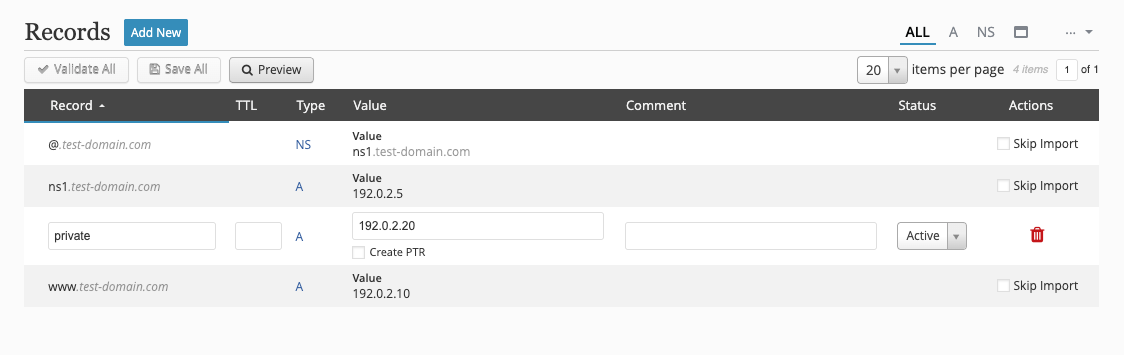 Records Add New ALL A NS ...
Validate All Save All Preview 20 items per page 4 items 1 of 1
Record TTL Type Value Comment Status Actions
Value
@.test-domain.com NS ns1.test-domain.com Skip Import
Value
ns1.test-domain.com A 192.0.2.5 Skip Import
private A 192.0.2.20 Active
Create PTR
Value
www.test-domain.com A 192.0.2.10 Skip Import